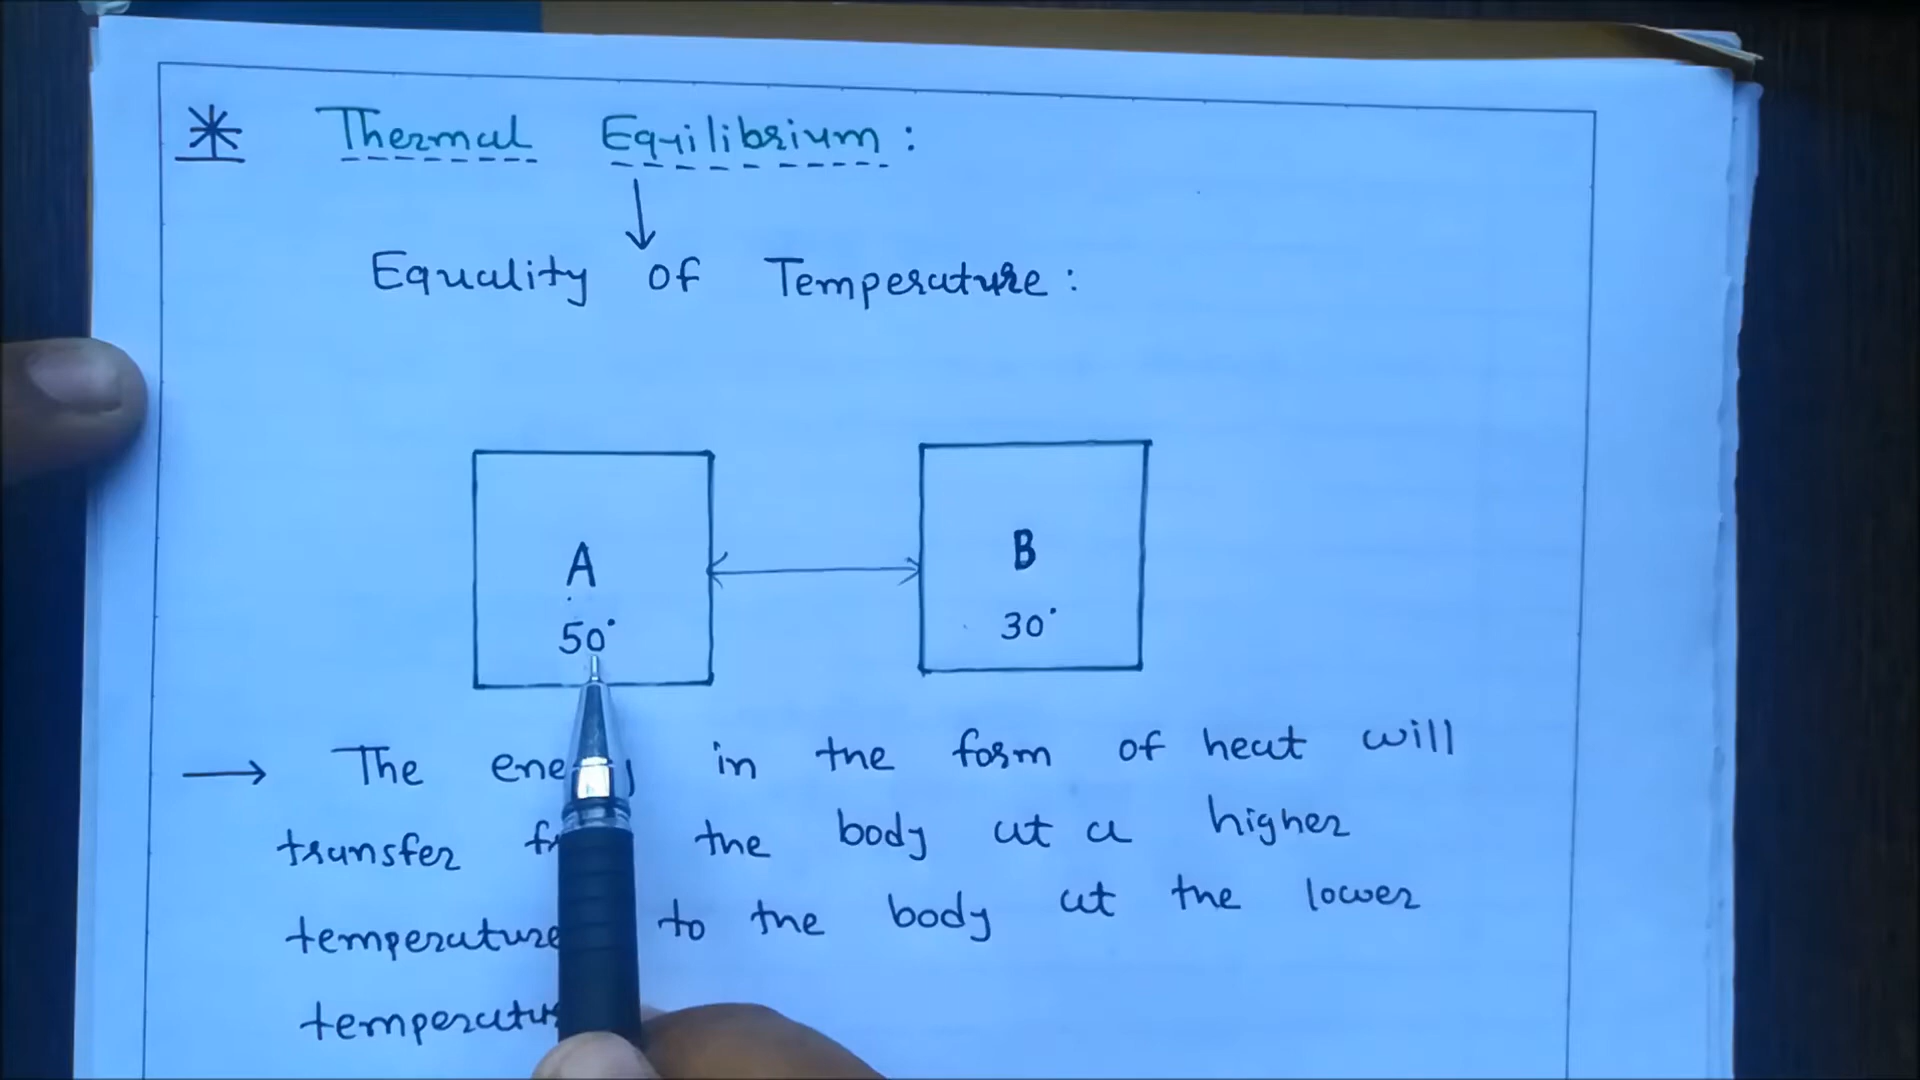 Thermal Equilibrium:
Equality of Temperature:
A
50°
B
30°
The in the form of heat will
transfer the body at a higher
temperature to the body at the lower